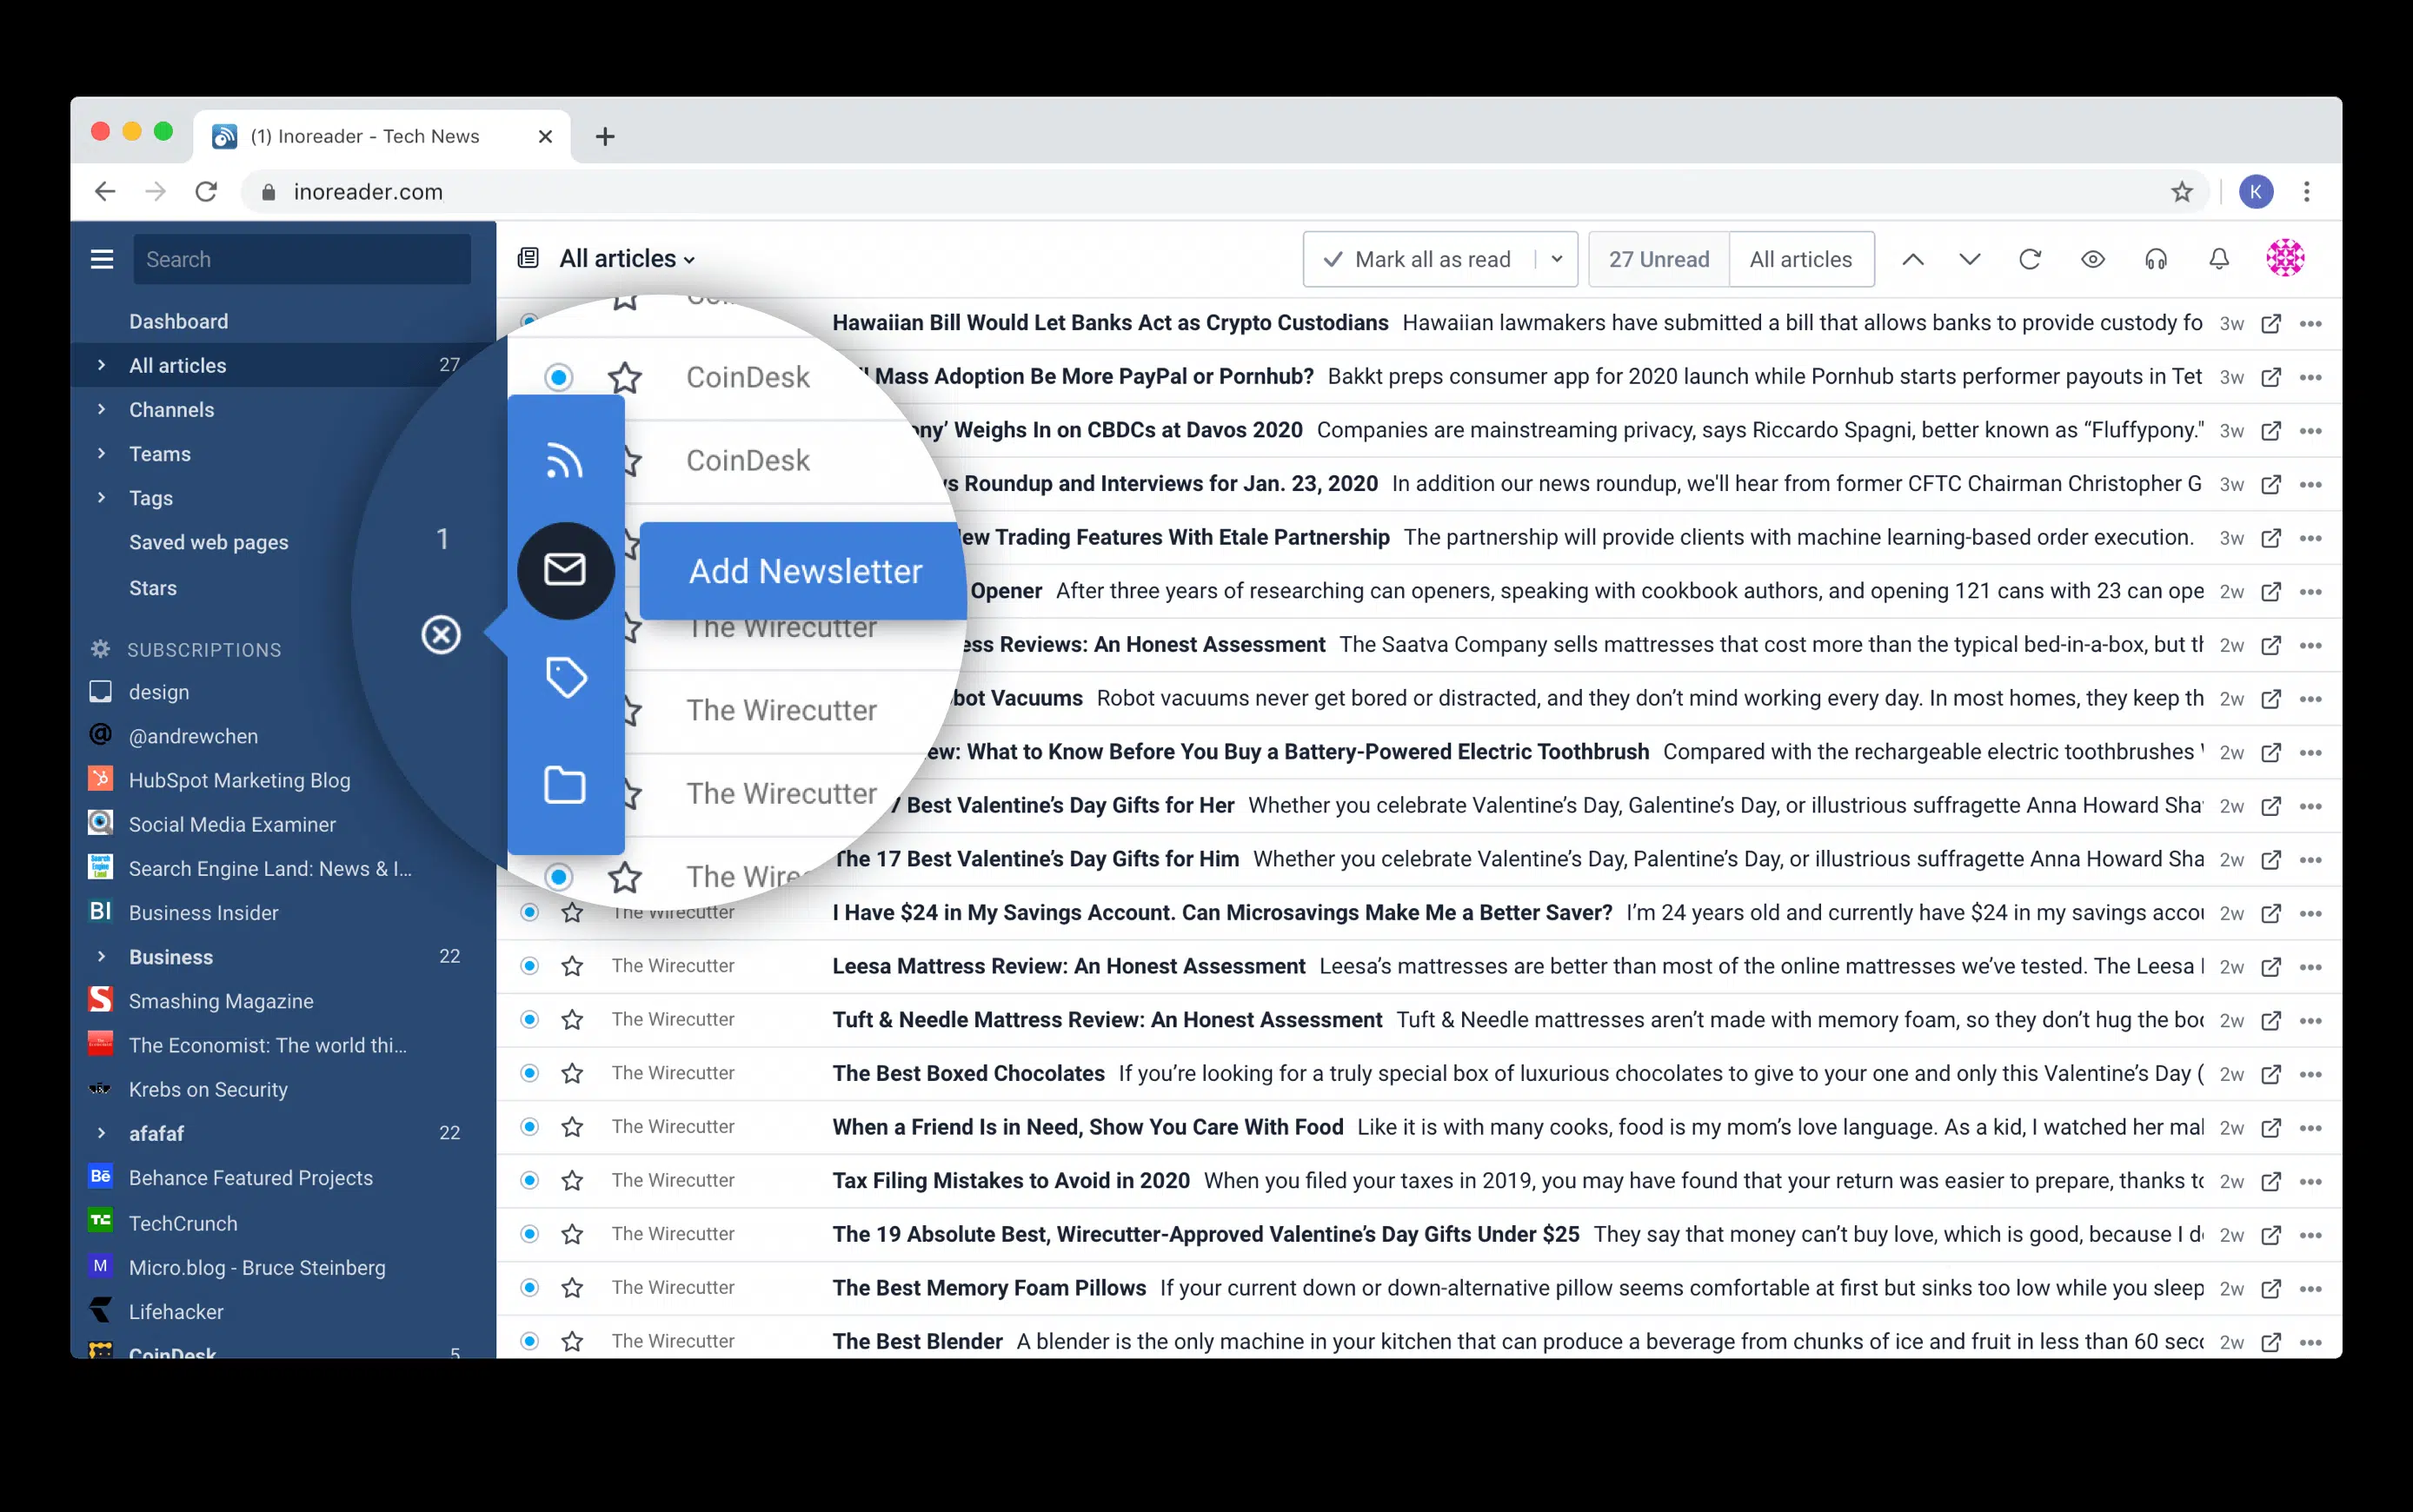 (1) Inoreader - Tech News
inoreader.com
K
Search
Dashboard
All articles 27
Channels
Teams
Tags
Saved web pages 1
Stars
SUBSCRIPTIONS
design
@andrewchen
HubSpot Marketing Blog
Social Media Examiner
Search Engine Land: News & I...
BI Business Insider
Business 22
S Smashing Magazine
The Economist: The world thi...
Krebs on Security
afafaf 22
Bē Behance Featured Projects
TC TechCrunch
M Micro.blog - Bruce Steinberg
Lifehacker
CoinDesk 5
All articles
Mark all as read
27 Unread
All articles
CoinDesk
CoinDesk
Add Newsletter
The Wirecutter
The Wirecutter
The Wirecutter
The Wirec
Hawaiian Bill Would Let Banks Act as Crypto Custodians Hawaiian lawmakers have submitted a bill that allows banks to provide custody fo 3w
Mass Adoption Be More PayPal or Pornhub? Bakkt preps consumer app for 2020 launch while Pornhub starts performer payouts in Tet 3w
ony’ Weighs In on CBDCs at Davos 2020 Companies are mainstreaming privacy, says Riccardo Spagni, better known as “Fluffypony." 3w
s Roundup and Interviews for Jan. 23, 2020 In addition our news roundup, we'll hear from former CFTC Chairman Christopher G 3w
ew Trading Features With Etale Partnership The partnership will provide clients with machine learning-based order execution. 3w
Opener After three years of researching can openers, speaking with cookbook authors, and opening 121 cans with 23 can ope 2w
ess Reviews: An Honest Assessment The Saatva Company sells mattresses that cost more than the typical bed-in-a-box, but th 2w
bot Vacuums Robot vacuums never get bored or distracted, and they don’t mind working every day. In most homes, they keep th 2w
ew: What to Know Before You Buy a Battery-Powered Electric Toothbrush Compared with the rechargeable electric toothbrushes 2w
7 Best Valentine’s Day Gifts for Her Whether you celebrate Valentine’s Day, Galentine’s Day, or illustrious suffragette Anna Howard Sha 2w
The 17 Best Valentine’s Day Gifts for Him Whether you celebrate Valentine’s Day, Palentine’s Day, or illustrious suffragette Anna Howard Sha 2w
The Wirecutter I Have $24 in My Savings Account. Can Microsavings Make Me a Better Saver? I’m 24 years old and currently have $24 in my savings accou 2w
The Wirecutter Leesa Mattress Review: An Honest Assessment Leesa’s mattresses are better than most of the online mattresses we’ve tested. The Leesa 2w
The Wirecutter Tuft & Needle Mattress Review: An Honest Assessment Tuft & Needle mattresses aren’t made with memory foam, so they don’t hug the bo 2w
The Wirecutter The Best Boxed Chocolates If you’re looking for a truly special box of luxurious chocolates to give to your one and only this Valentine’s Day ( 2w
The Wirecutter When a Friend Is in Need, Show You Care With Food Like it is with many cooks, food is my mom’s love language. As a kid, I watched her mal 2w
The Wirecutter Tax Filing Mistakes to Avoid in 2020 When you filed your taxes in 2019, you may have found that your return was easier to prepare, thanks to 2w
The Wirecutter The 19 Absolute Best, Wirecutter-Approved Valentine’s Day Gifts Under $25 They say that money can’t buy love, which is good, because I d 2w
The Wirecutter The Best Memory Foam Pillows If your current down or down-alternative pillow seems comfortable at first but sinks too low while you sleep 2w
The Wirecutter The Best Blender A blender is the only machine in your kitchen that can produce a beverage from chunks of ice and fruit in less than 60 sec 2w